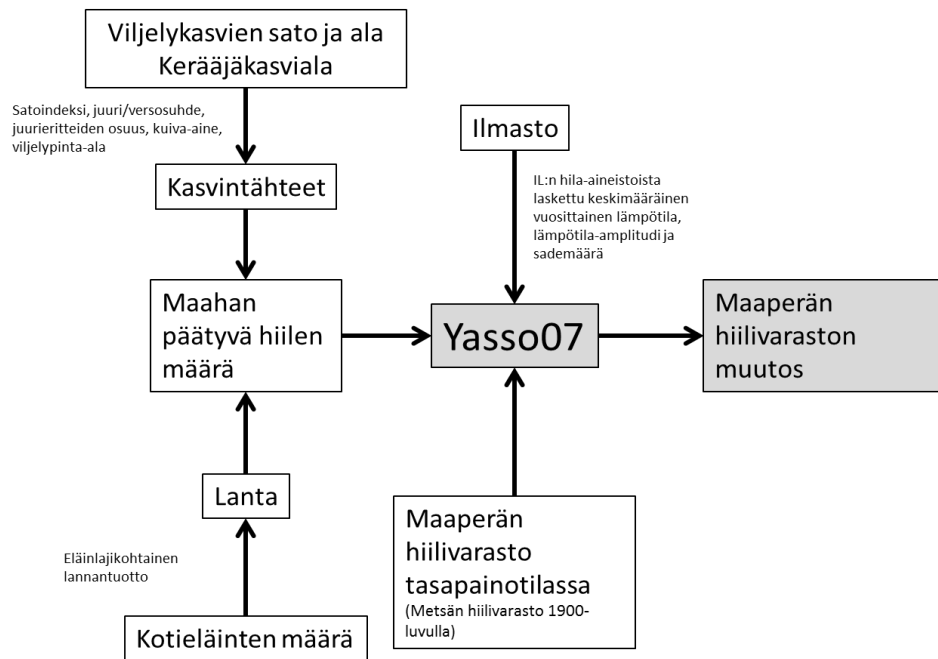 Viljelykasvien sato ja ala
Kerääjäkasviala
Satoindeksi, juuri/versosuhde,
juurieritteiden osuus, kuiva-aine,
viljelypinta-ala
Ilmasto
Kasvintähteet
IL:n hila-aineistoista
laskettu keskimääräinen
vuosittainen lämpötila,
lämpötila-amplitudi ja
sademäärä
Maahan
päätyvä hiilen
määrä
Yasso07
Maaperän
hiilivaraston
muutos
Lanta
Maaperän
hiilivarasto
tasapainotilassa
(Metsän hiilivarasto 1900-
luvulla)
Eläinlajikohtainen
lannantuotto
Kotieläinten määrä